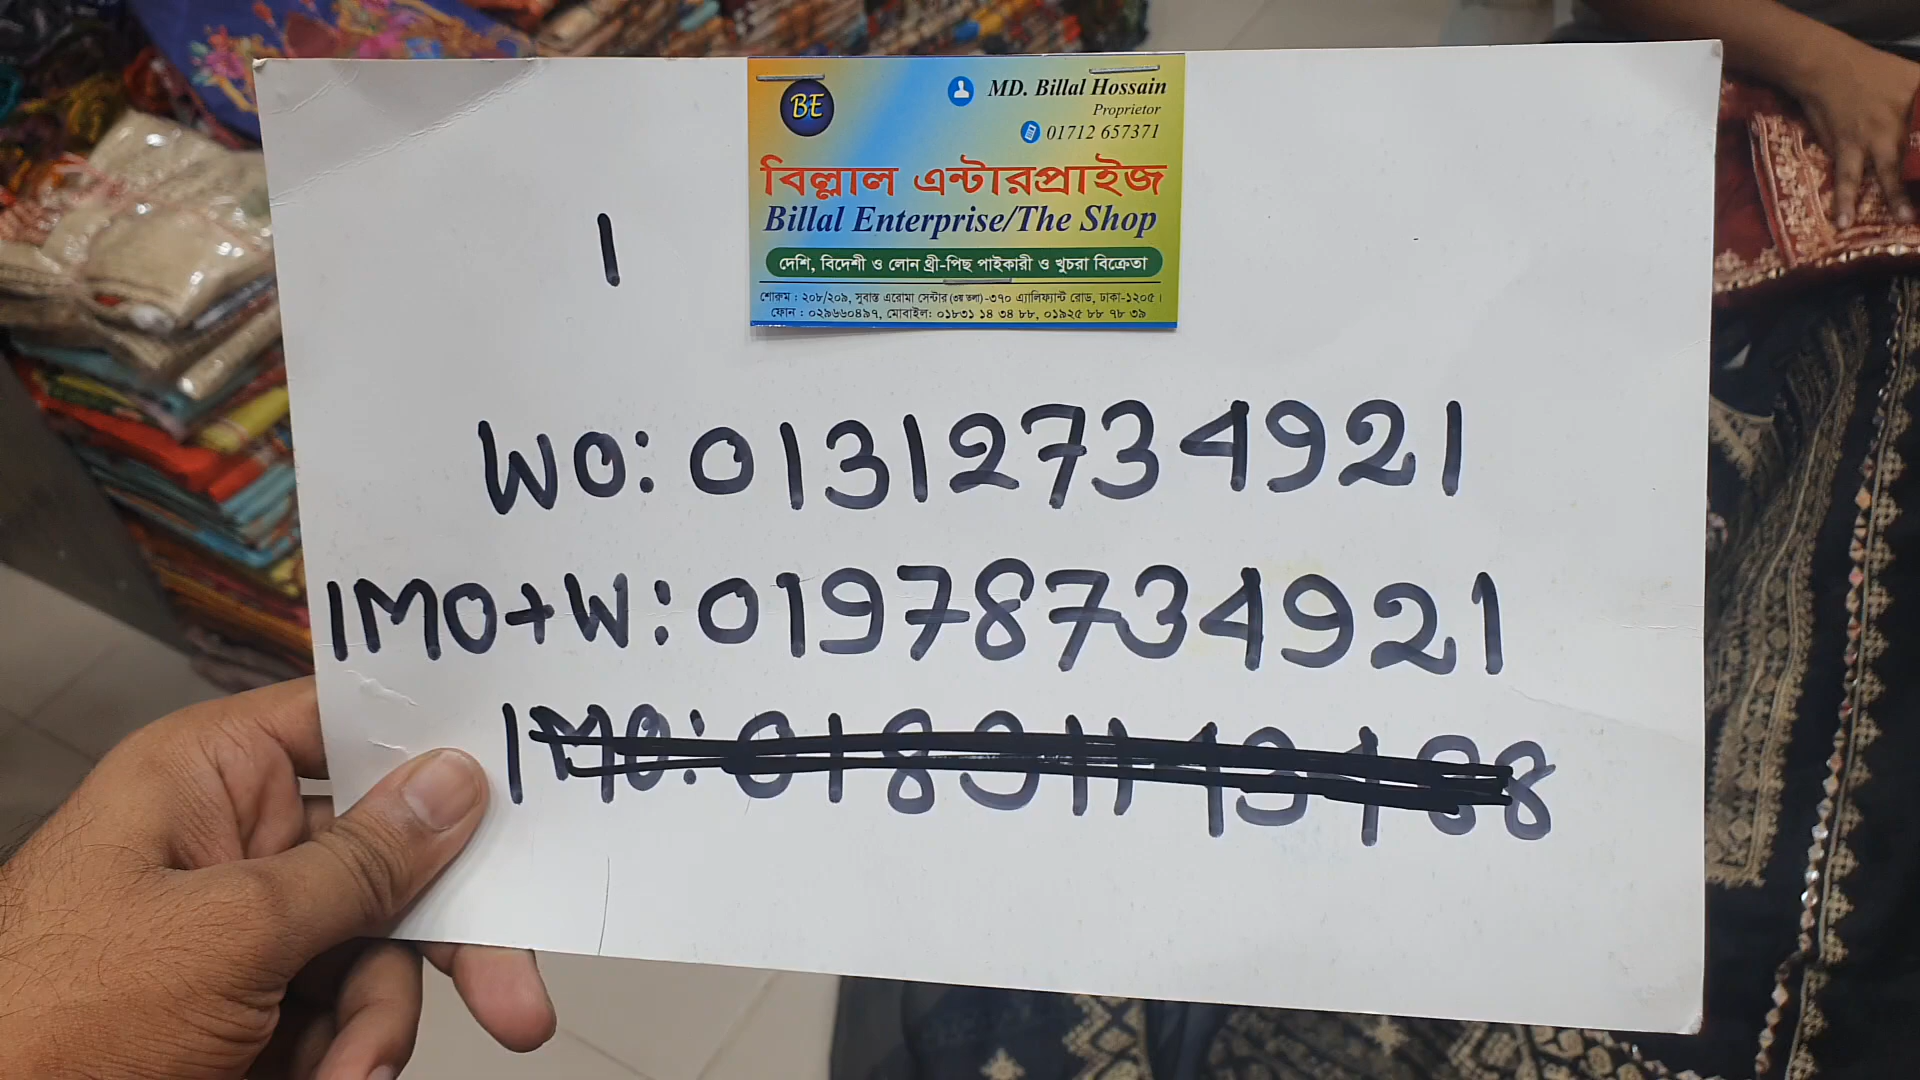 BE
MD. Billal Hossain
Proprietor
01712 657371
বিল্লাল এন্টারপ্রাইজ
Billal Enterprise/The Shop
দেশি, বিদেশী ও লোন থ্রী-পিছ পাইকারী ও খুচরা বিক্রেতা
শোরুম : ২০৮/২০৯, সুবাস্ত এরোমা সেন্টার (৩য় তলা)-৩৭০ এ্যালিফ্যান্ট রোড, ঢাকা-১২০৫।
ফোন : ০২৯৬৬০৪৯৭, মোবাইল: ০১৮৩১ ১৪ ৩৪ ৮৮, ০১৯২৫ ৮৮ ৭৮ ৩৯
I
WO: 01312734921
IMO+W: 01978734921
IMO: